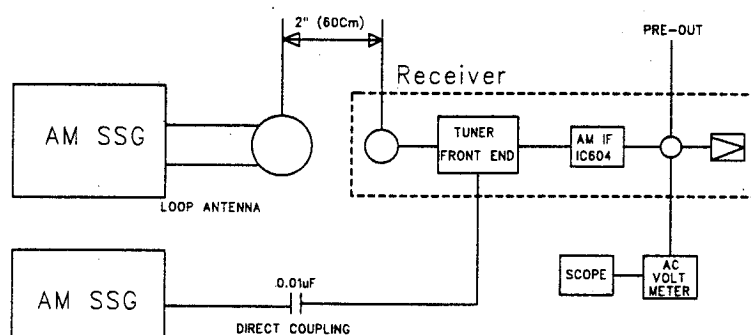 2" (60Cm)
PRE-OUT
Receiver
AM SSG
TUNER
FRONT END
AM IF
IC604
LOOP ANTENNA
SCOPE
AC
VOLT
METER
0.01uF
AM SSG
DIRECT COUPLING